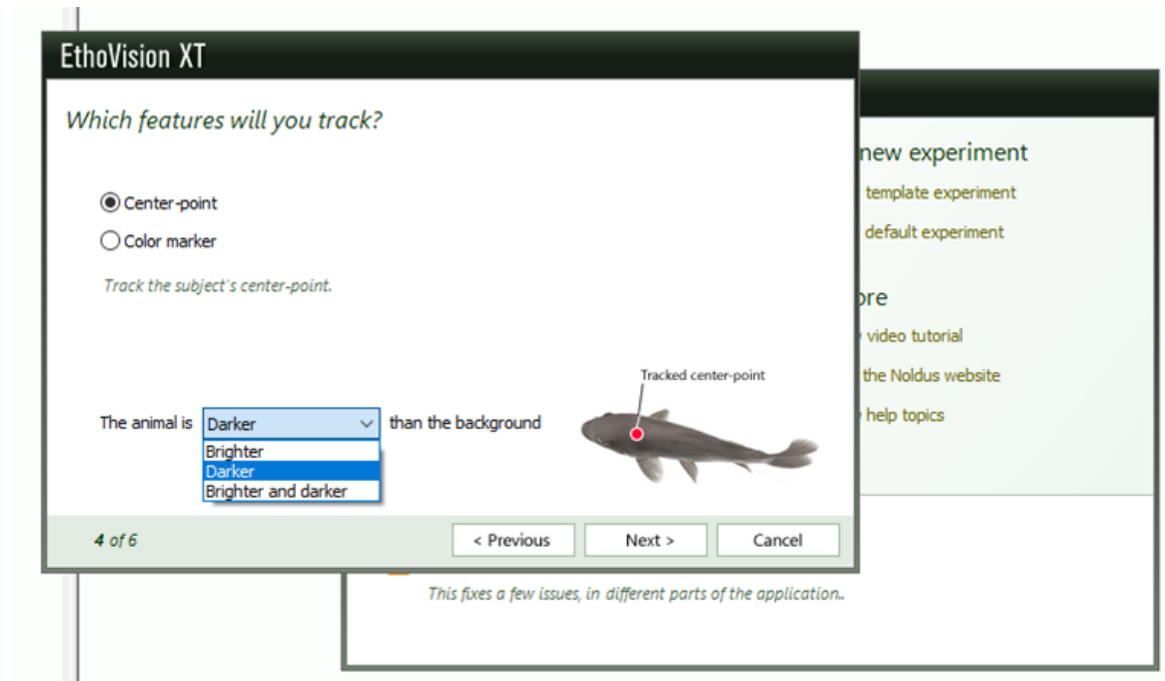 EthoVision XT
Which features will you track?
Center-point
Color marker
Track the subject's center-point.
Tracked center-point
The animal is Darker than the background
Brighter
Darker
Brighter and darker
4 of 6
< Previous
Next >
Cancel
new experiment
template experiment
default experiment
video tutorial
the Noldus website
help topics
This fixes a few issues, in different parts of the application..